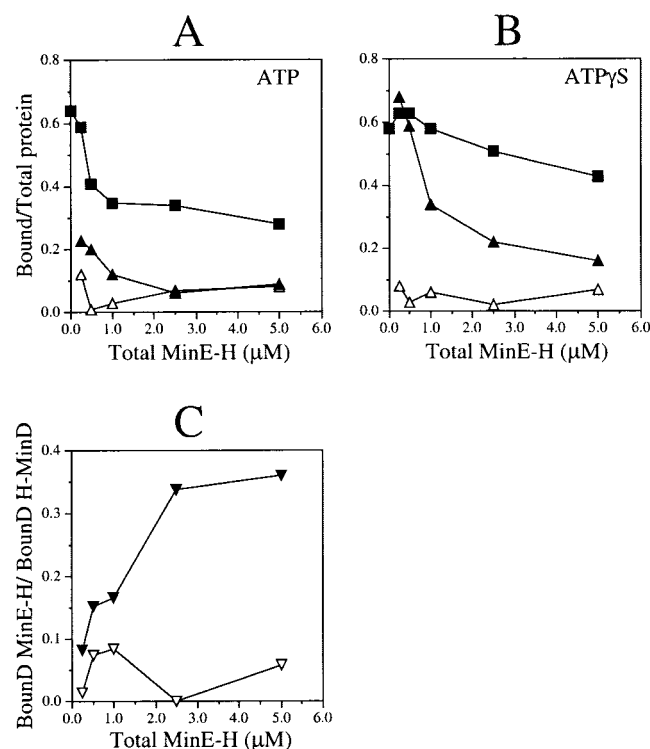 A
B
ATP
ATPγS
Bound/Total protein
0.8
0.6
0.4
0.2
0.0
0.0 1.0 2.0 3.0 4.0 5.0 6.0
Total MinE-H (μM)
0.8
0.6
0.4
0.2
0.0
0.0 1.0 2.0 3.0 4.0 5.0 6.0
Total MinE-H (μM)
C
BounD MinE-H/ BounD H-MinD
0.4
0.3
0.2
0.1
0.0
0.0 1.0 2.0 3.0 4.0 5.0 6.0
Total MinE-H (μM)